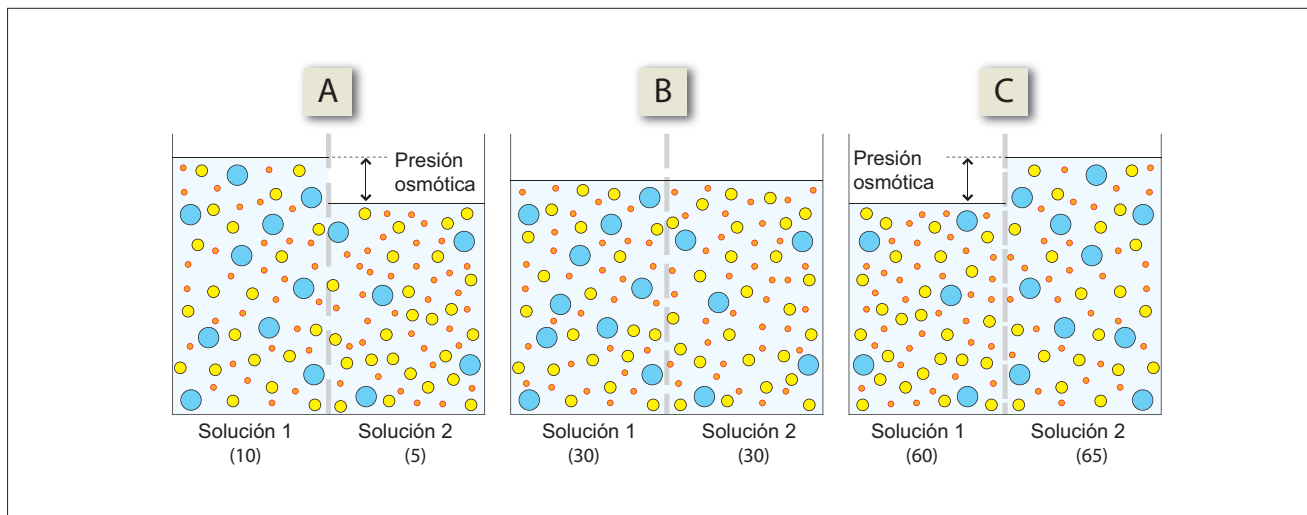 A
B
C
Presión
osmótica
Presión
osmótica
Solución 1
(10)
Solución 2
(5)
Solución 1
(30)
Solución 2
(30)
Solución 1
(60)
Solución 2
(65)